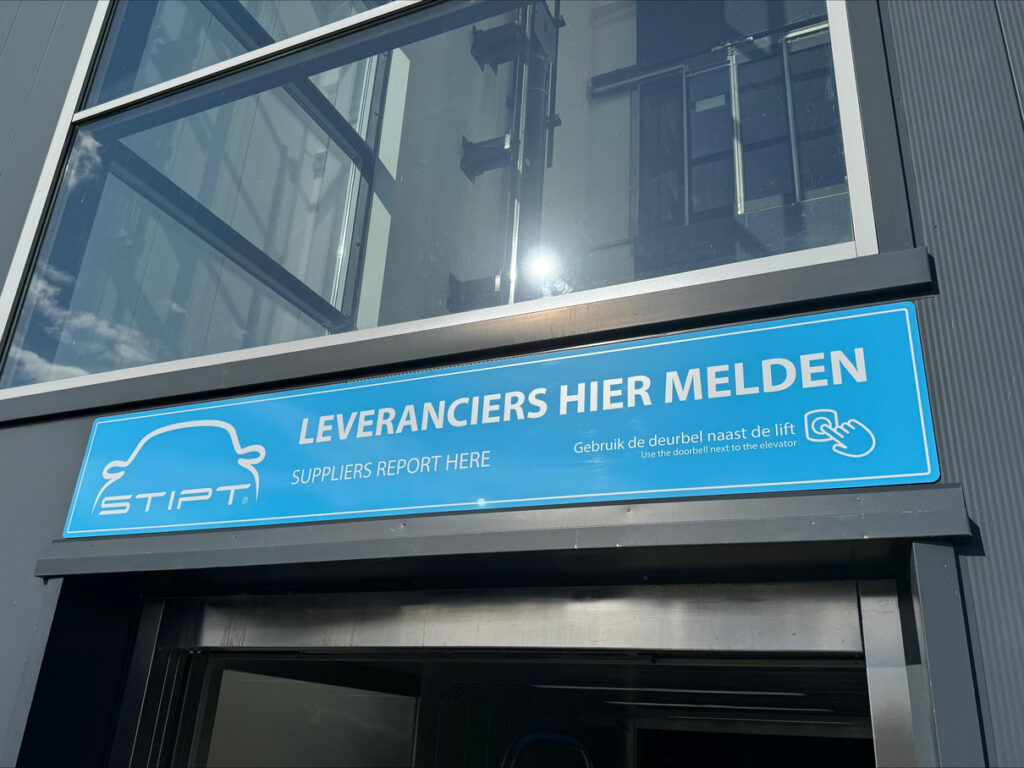 LEVERANCIERS HIER MELDEN
SUPPLIERS REPORT HERE
Gebruik de deurbel naast de lift
Use the doorbell next to the elevator
STIPT®